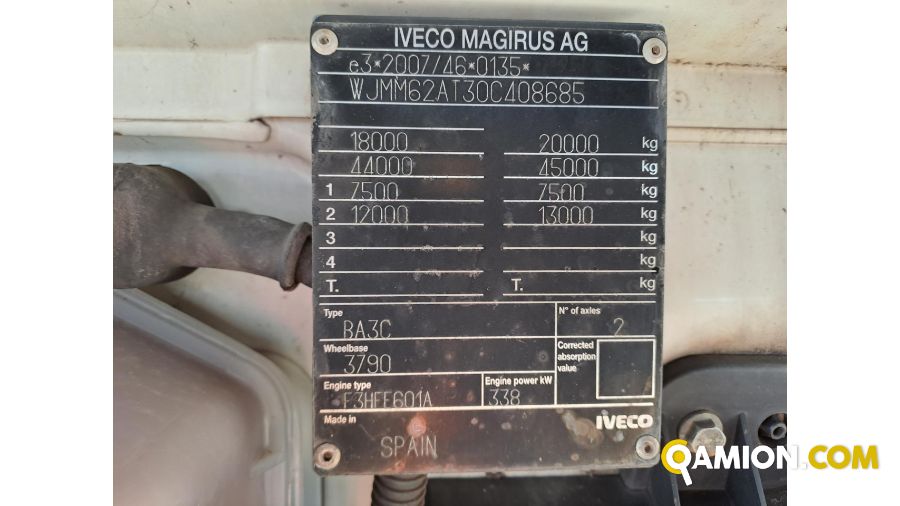 IVECO MAGIRUS AG
e3*2007/46*0135*
WJMM62AT30C408685
18000 20000 kg
44000 45000 kg
1 7500 7500 kg
2 12000 13000 kg
3 kg
4 kg
T. T. kg
Type N° of axles
BA3C 2
Wheelbase Corrected absorption value
3790
Engine type Engine power kW
F3HFE601A 338
Made in IVECO
SPAIN
QAMION.COM